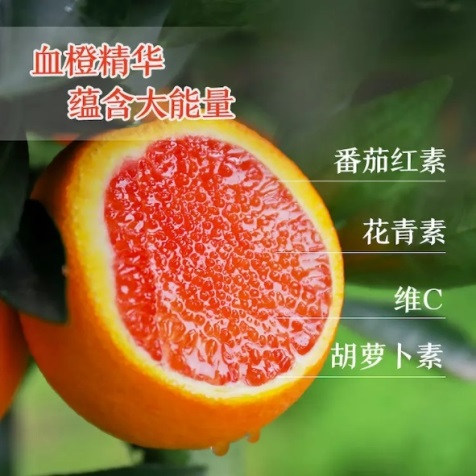 血橙精华
蕴含大能量
番茄红素
花青素
维C
胡萝卜素